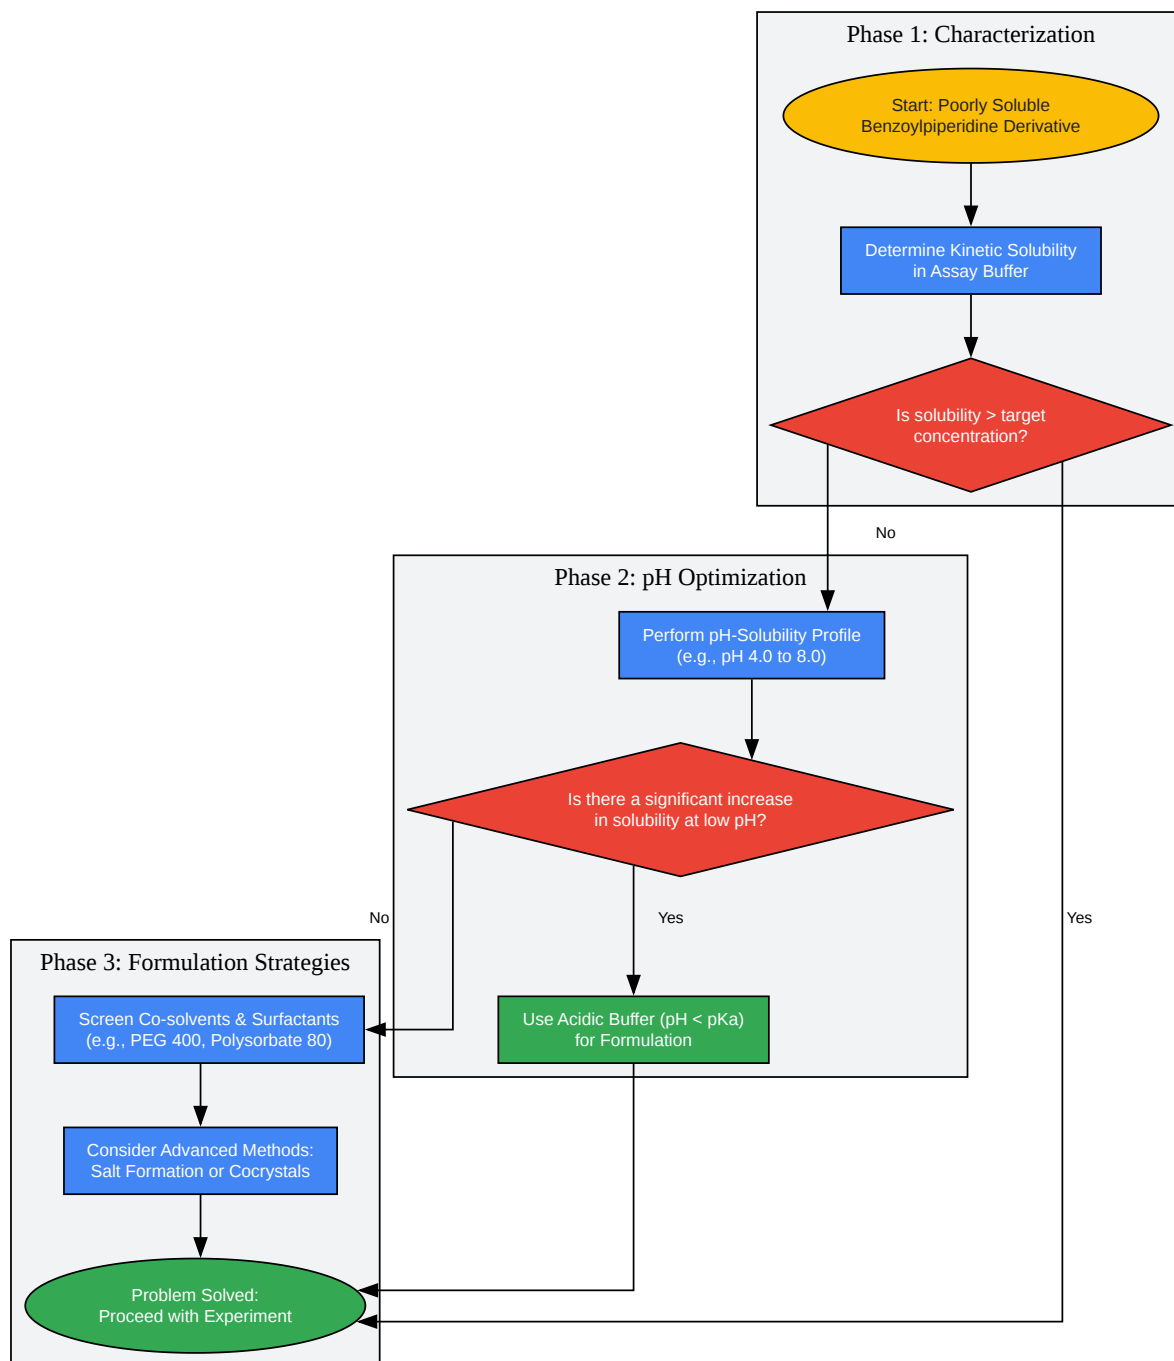 Phase 1: Characterization
Start: Poorly Soluble
Benzoylpiperidine Derivative
Determine Kinetic Solubility
in Assay Buffer
Is solubility > target
concentration?
No
Yes
Phase 2: pH Optimization
Perform pH-Solubility Profile
(e.g., pH 4.0 to 8.0)
Is there a significant increase
in solubility at low pH?
No
Yes
Use Acidic Buffer (pH < pKa)
for Formulation
Phase 3: Formulation Strategies
Screen Co-solvents & Surfactants
(e.g., PEG 400, Polysorbate 80)
Consider Advanced Methods:
Salt Formation or Cocrystals
Problem Solved:
Proceed with Experiment